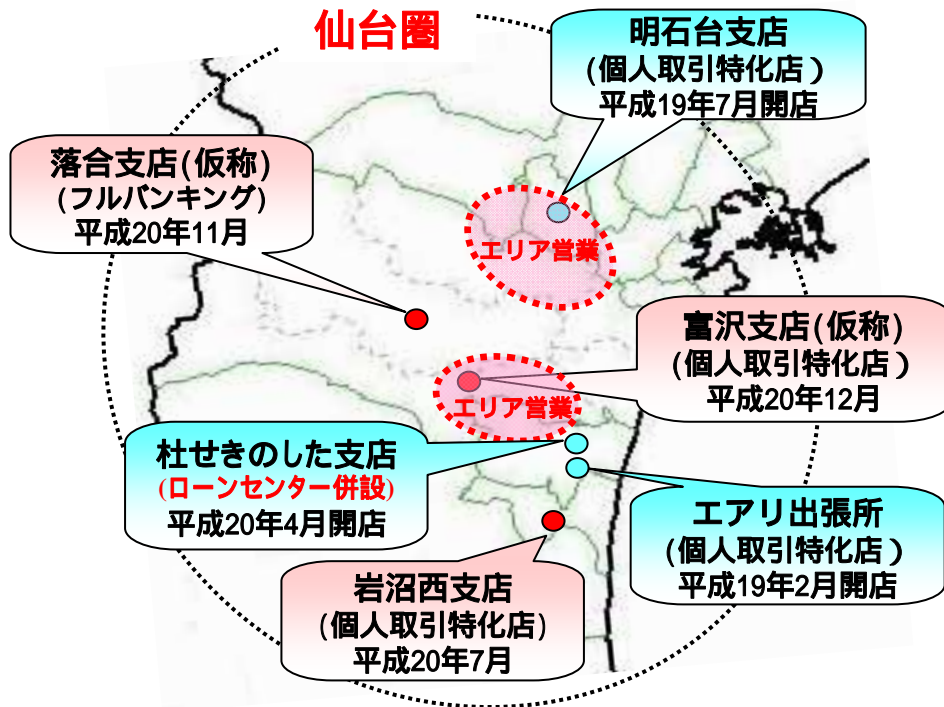 仙台圏
明石台支店
(個人取引特化店)
平成19年7月開店
落合支店(仮称)
(フルバンキング)
平成20年11月
エリア営業
富沢支店(仮称)
(個人取引特化店)
平成20年12月
エリア営業
杜せきのした支店
(ローンセンター併設)
平成20年4月開店
エアリ出張所
(個人取引特化店)
平成19年2月開店
岩沼西支店
(個人取引特化店)
平成20年7月